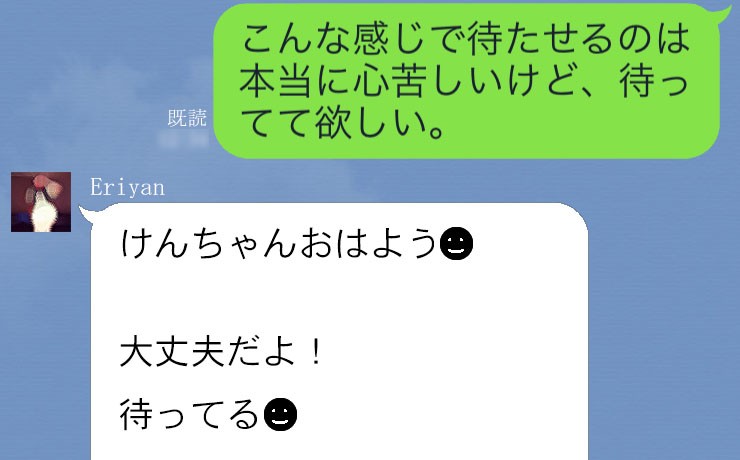 こんな感じで待たせるのは
本当に心苦しいけど、待っ
てて欲しい。
既読
Eriyan
けんちゃんおはよう☻
大丈夫だよ！
待ってる☻